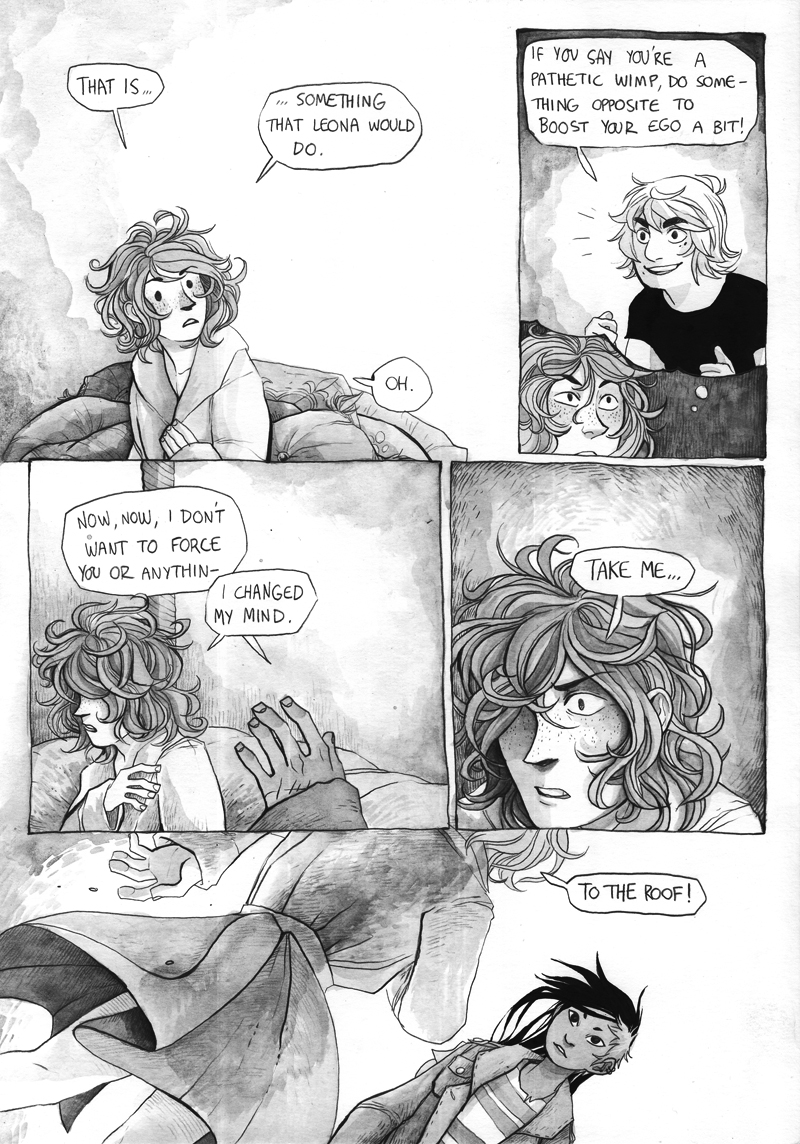 THAT IS,,,
... SOMETHING
THAT LEONA WOULD
DO.
OH.
IF YOU SAY YOU'RE A
PATHETIC WIMP, DO SOME-
THING OPPOSITE TO
BOOST YOUR EGO A BIT!
NOW, NOW, I DON'T
WANT TO FORCE
YOU OR ANYTHIN-
I CHANGED
MY MIND.
TAKE ME...
TO THE ROOF!